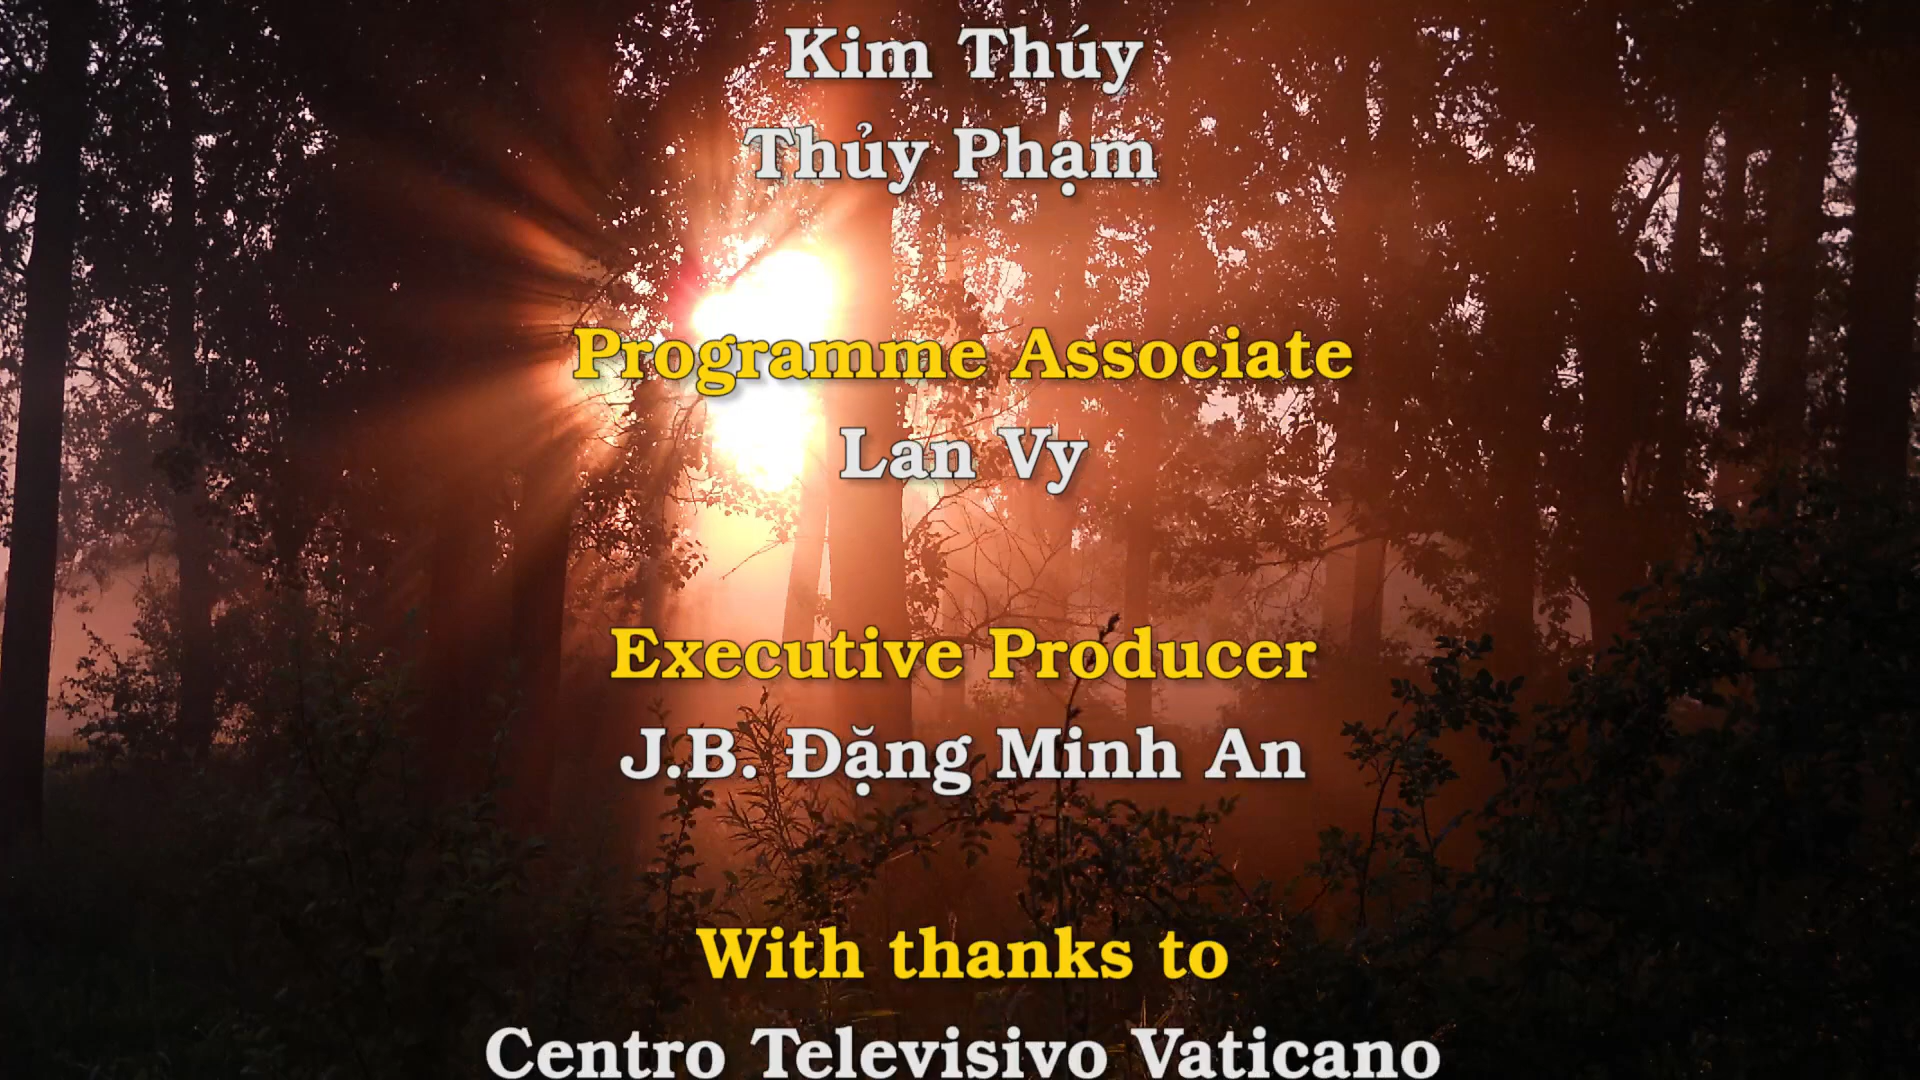 Kim Thúy
Thủy Phạm
Programme Associate
Lan Vy
Executive Producer
J.B. Đặng Minh An
With thanks to
Centro Televisivo Vaticano